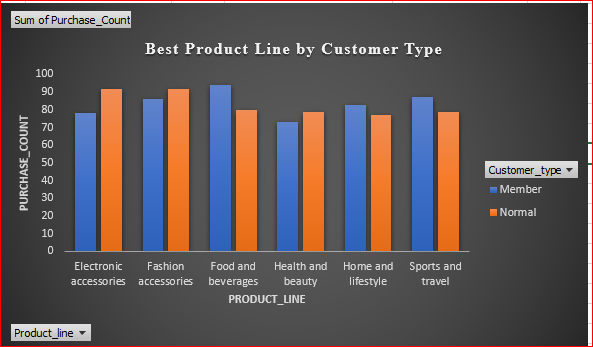 Sum of Purchase_Count
Best Product Line by Customer Type
PURCHASE_COUNT
100
90
80
70
60
50
40
30
20
10
0
Electronic accessories
Fashion accessories
Food and beverages
Health and beauty
Home and lifestyle
Sports and travel
PRODUCT_LINE
Customer_type
Member
Normal
Product_line